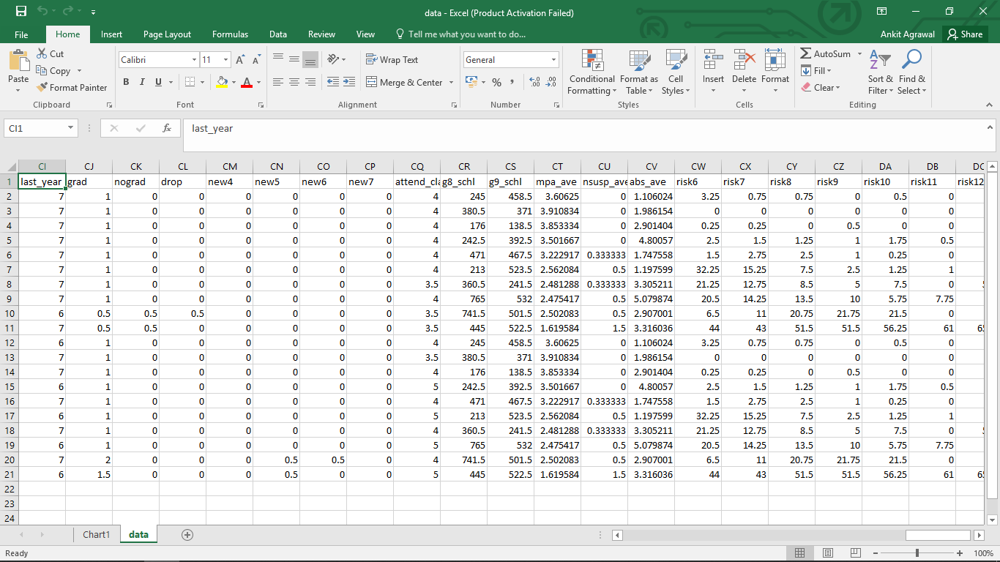 data - Excel (Product Activation Failed)
File Home Insert Page Layout Formulas Data Review View Tell me what you want to do... Ankit Agrawal Share
Cut
Copy
Format Painter
Paste
Clipboard
Calibri 11
B I U A
Font
Wrap Text
Merge & Center
Alignment
General
%
Number
Conditional Formatting
Format as Table
Cell Styles
Styles
Insert Delete Format
Cells
AutoSum
Fill
Clear
Sort & Filter
Find & Select
Editing
CI1 fx last_year
CI CJ CK CL CM CN CO CP CQ CR CS CT CU CV CW CX CY CZ DA DB DC
1 last_year grad nograd drop new4 new5 new6 new7 attend_cla g8_schl g9_schl mpa_ave nsusp_ave abs_ave risk6 risk7 risk8 risk9 risk10 risk11 risk12
2 7 1 0 0 0 0 0 0 4 245 458.5 3.60625 0 1.106024 3.25 0.75 0.75 0 0.5 0
3 7 1 0 0 0 0 0 0 4 380.5 371 3.910834 0 1.986154 0 0 0 0 0 0
4 7 1 0 0 0 0 0 0 4 176 138.5 3.853334 0 2.901404 0.25 0.25 0 0.5 0 0
5 7 1 0 0 0 0 0 0 4 242.5 392.5 3.501667 0 4.80057 2.5 1.5 1.25 1 1.75 0.5
6 7 1 0 0 0 0 0 0 4 471 467.5 3.222917 0.333333 1.747558 1.5 2.75 2.5 1 0.25 0
7 7 1 0 0 0 0 0 0 4 213 523.5 2.562084 0.5 1.197599 32.25 15.25 7.5 2.5 1.25 1
8 7 1 0 0 0 0 0 0 3.5 360.5 241.5 2.481288 0.333333 3.305211 21.25 12.75 8.5 5 7.5 0
9 7 1 0 0 0 0 0 0 4 765 532 2.475417 0.5 5.079874 20.5 14.25 13.5 10 5.75 7.75
10 6 0.5 0.5 0.5 0 0 0 0 3.5 741.5 501.5 2.502083 0.5 2.907001 6.5 11 20.75 21.75 21.5 0
11 7 0.5 0.5 0 0 0 0 0 3.5 445 522.5 1.619584 1.5 3.316036 44 43 51.5 51.5 56.25 61
12 6 1 0 0 0 0 0 0 4 245 458.5 3.60625 0 1.106024 3.25 0.75 0.75 0 0.5 0
13 7 1 0 0 0 0 0 0 3.5 380.5 371 3.910834 0 1.986154 0 0 0 0 0 0
14 7 1 0 0 0 0 0 0 4 176 138.5 3.853334 0 2.901404 0.25 0.25 0 0.5 0 0
15 6 1 0 0 0 0 0 0 5 242.5 392.5 3.501667 0 4.80057 2.5 1.5 1.25 1 1.75 0.5
16 7 1 0 0 0 0 0 0 4 471 467.5 3.222917 0.333333 1.747558 1.5 2.75 2.5 1 0.25 0
17 6 1 0 0 0 0 0 0 5 213 523.5 2.562084 0.5 1.197599 32.25 15.25 7.5 2.5 1.25 1
18 7 1 0 0 0 0 0 0 4 360.5 241.5 2.481288 0.333333 3.305211 21.25 12.75 8.5 5 7.5 0
19 6 1 0 0 0 0 0 0 5 765 532 2.475417 0.5 5.079874 20.5 14.25 13.5 10 5.75 7.75
20 7 2 0 0 0 0.5 0.5 0 4 741.5 501.5 2.502083 0.5 2.907001 6.5 11 20.75 21.75 21.5 0
21 6 1.5 0 0 0 0.5 0 0 5 445 522.5 1.619584 1.5 3.316036 44 43 51.5 51.5 56.25 61
22
23
24
Chart1 data
Ready 100%